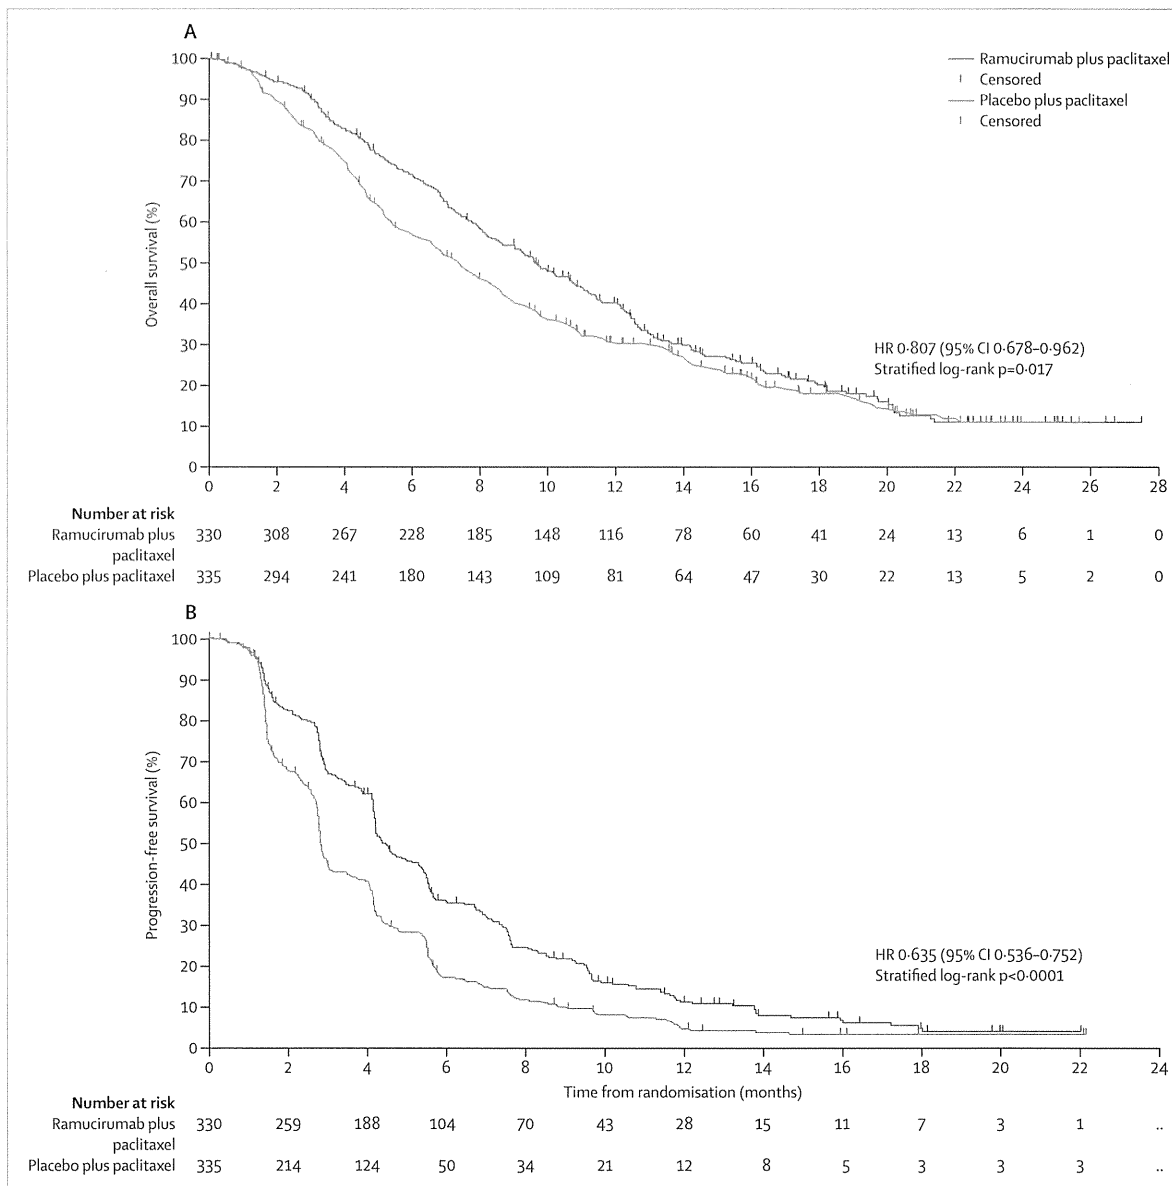 A
100
90
80
70
60
50
40
30
20
10
0
Overall survival (%)
Ramucirumab plus paclitaxel
Censored
Placebo plus paclitaxel
Censored
HR 0·807 (95% CI 0·678–0·962)
Stratified log-rank p=0·017
0 2 4 6 8 10 12 14 16 18 20 22 24 26 28
Number at risk
Ramucirumab plus 330 308 267 228 185 148 116 78 60 41 24 13 6 1 0
paclitaxel
Placebo plus paclitaxel 335 294 241 180 143 109 81 64 47 30 22 13 5 2 0
B
100
90
80
70
60
50
40
30
20
10
0
Progression-free survival (%)
HR 0·635 (95% CI 0·536–0·752)
Stratified log-rank p<0·0001
0 2 4 6 8 10 12 14 16 18 20 22 24
Time from randomisation (months)
Number at risk
Ramucirumab plus 330 259 188 104 70 43 28 15 11 7 3 1 ..
paclitaxel
Placebo plus paclitaxel 335 214 124 50 34 21 12 8 5 3 3 3 ..